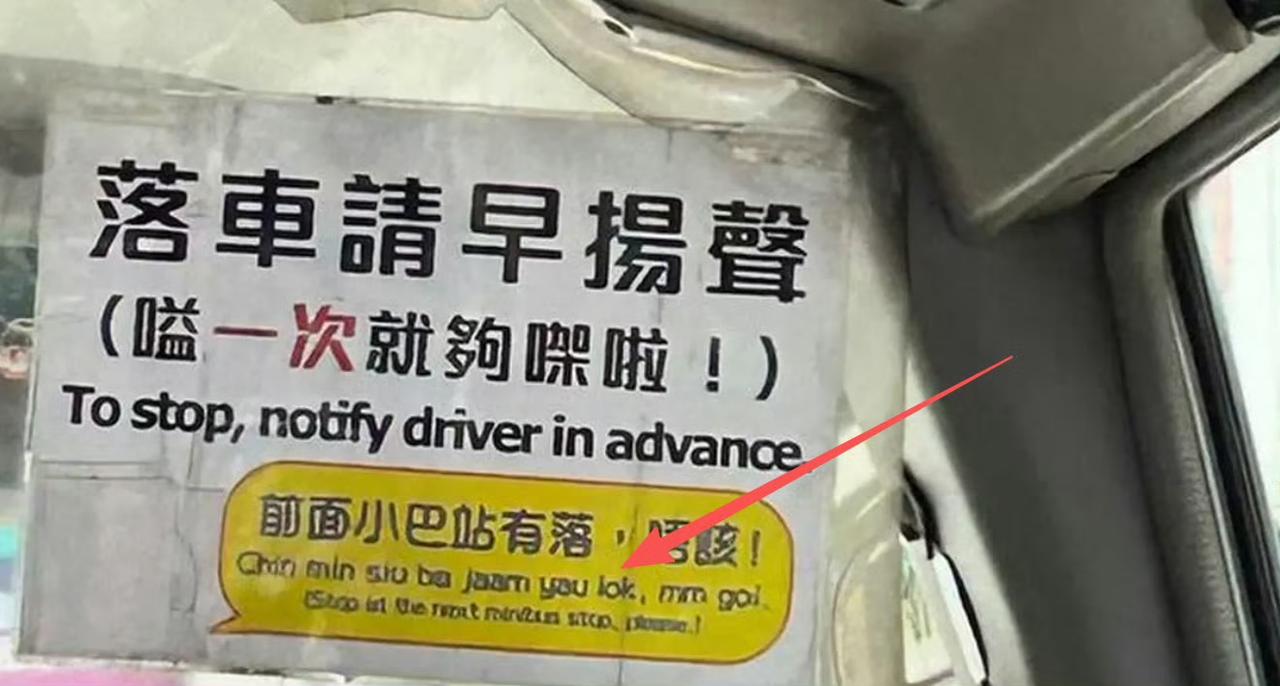 落車請早揚聲
(嗌一次就夠㗎啦！)
To stop, notify driver in advance
前面小巴站有落，唔該！
Chin min siu ba jaam yau lok, mm goi.
(Stop at the next minibus stop, please.)